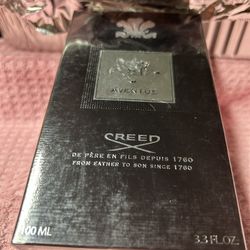 AVENTUS
CREED
DE PÈRE EN FILS DEPUIS 1760
FROM FATHER TO SON SINCE 1760
100 ML
3.3 FL.OZ.